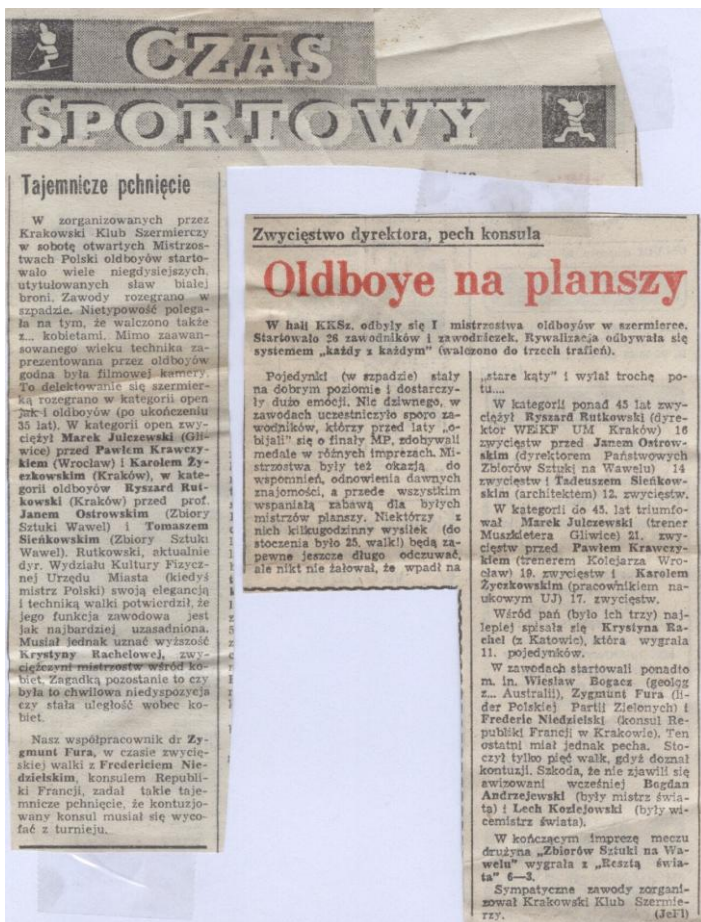 CZAS
SPORTOWY
Tajemnicze pchnięcie
W zorganizowanych przez
Krakowski Klub Szermierczy
w sobotę otwartych Mistrzos-
twach Polski oldboyów starto-
wało wiele niegdysiejszych,
utytułowanych sław białej
broni. Zawody rozegrano w
szpadzie. Nietypowość polega-
ła na tym, że walczono także
z... kobietami. Mimo zaawan-
sowanego wieku technika za-
prezentowana przez oldboyów
godna była filmowej kamery.
To delektowanie się szermier-
ką rozegrano w kategorii open
jak i oldboyów (po ukończeniu
35 lat). W kategorii open zwy-
ciężył Marek Julczewski (Gli-
wice) przed Pawłem Krawczy-
kiem (Wrocław) i Karolem Ży-
czkowskim (Kraków), w kate-
gorii oldboyów Ryszard Rut-
kowski (Kraków) przed prof.
Janem Ostrowskim (Zbiory
Sztuki Wawel) i Tomaszem
Sieńkowskim (Zbiory Sztuki
Wawel). Rutkowski, aktualnie
dyr. Wydziału Kultury Fizycz-
nej Urzędu Miasta (kiedyś
mistrz Polski) swoją elegancją
i techniką walki potwierdził, że
jego funkcja zawodowa jest
jak najbardziej uzasadniona.
Musiał jednak uznać wyższość
Krystyny Rachelowej, zwy-
ciężczyni mistrzostw wśród ko-
biet. Zagadką pozostanie to czy
była to chwilowa niedyspozycja
czy stała uległość wobec ko-
biet.
Nasz współpracownik dr Zy-
gmunt Fura, w czasie zwycię-
skiej walki z Fredericiem Nie-
dzielskim, konsulem Republi-
ki Francji, zadał takie taje-
mnicze pchnięcie, że kontuzjo-
wany konsul musiał się wyco-
fać z turnieju.
Zwycięstwo dyrektora, pech konsula
Oldboye na planszy
W hali KKSz. odbyły się I mistrzostwa oldboyów w szermierce.
Startowało 26 zawodników i zawodniczek. Rywalizacja odbywała się
systemem „każdy z każdym" (walczono do trzech trafień).
Pojedynki (w szpadzie) stały
na dobrym poziomie i dostarczy-
ły dużo emocji. Nic dziwnego, w
zawodach uczestniczyło sporo za-
wodników, którzy przed laty „o-
bijali" się o finały MP, zdobywali
medale w różnych imprezach. Mi-
strzostwa były też okazją do
wspomnień, odnowienia dawnych
znajomości, a przede wszystkim
wspaniałą zabawą dla byłych
mistrzów planszy. Niektórzy z
nich kilkugodzinny wysiłek (do
stoczenia było 25. walk!) będą za-
pewne jeszcze długo odczuwać,
ale nikt nie żałował, że wpadł na
„stare kąty" i wylał trochę po-
tu....
W kategorii ponad 45 lat zwy-
ciężył Ryszard Rutkowski (dyre-
ktor WEiKF UM Kraków) 16
zwycięstw przed Janem Ostrow-
skim (dyrektorem Państwowych
Zbiorów Sztuki na Wawelu) 14
zwycięstw i Tadeuszem Sieńkow-
skim (architektem) 12. zwycięstw.
W kategorii do 45. lat triumfo-
wał Marek Julczewski (trener
Muszkietera Gliwice) 21. zwy-
cięstw przed Pawłem Krawczy-
kiem (trenerem Kolejarza Wro-
cław) 19. zwycięstw i Karolem
Życzkowskim (pracownikiem na-
ukowym UJ) 17. zwycięstw.
Wśród pań (było ich trzy) naj-
lepiej spisała się Krystyna Ra-
chel (z Katowic), która wygrała
11. pojedynków.
W zawodach startowali ponadto
m. in. Wiesław Bogacz (geolog
z... Australii), Zygmunt Fura (li-
der Polskiej Partii Zielonych) i
Frederic Niedzielski (konsul Re-
publiki Francji w Krakowie). Ten
ostatni miał jednak pecha. Sto-
czył tylko pięć walk, gdyż doznał
kontuzji. Szkoda, że nie zjawili się
awizowani wcześniej Bogdan
Andrzejewski (były mistrz świa-
ta) i Lech Koziejowski (były wi-
cemistrz świata).
W kończącym imprezę meczu
drużyna „Zbiorów Sztuki na Wa-
welu" wygrała z „Resztą świa-
ta" 6—3.
Sympatyczne zawody zorgani-
zował Krakowski Klub Szermie-
rzy. (JeFl)